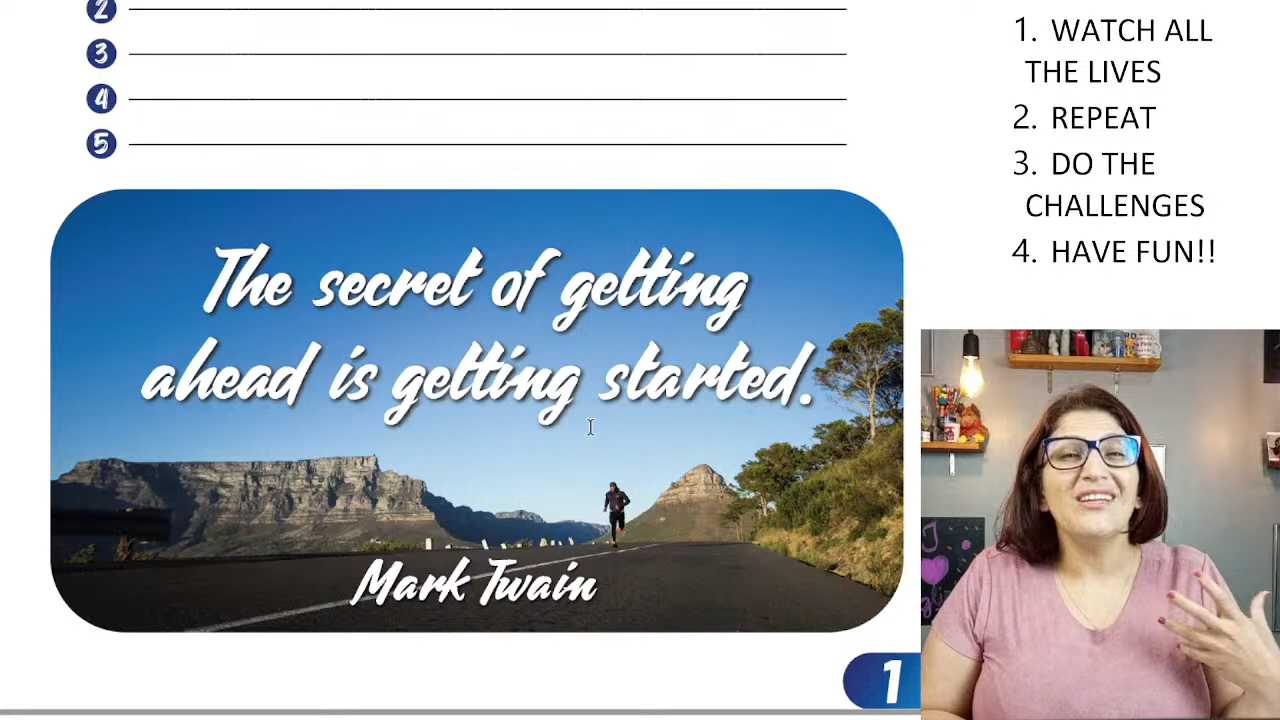 2
3
4
5
The secret of getting
ahead is getting started.
Mark Twain
1
1. WATCH ALL
THE LIVES
2. REPEAT
3. DO THE
CHALLENGES
4. HAVE FUN!!